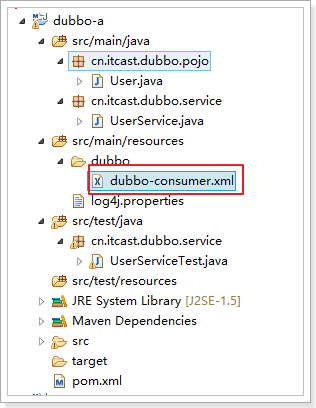 dubbo-a
src/main/java
cn.itcast.dubbo.pojo
User.java
cn.itcast.dubbo.service
UserService.java
src/main/resources
dubbo
dubbo-consumer.xml
log4j.properties
src/test/java
cn.itcast.dubbo.service
UserServiceTest.java
src/test/resources
JRE System Library [J2SE-1.5]
Maven Dependencies
src
target
pom.xml